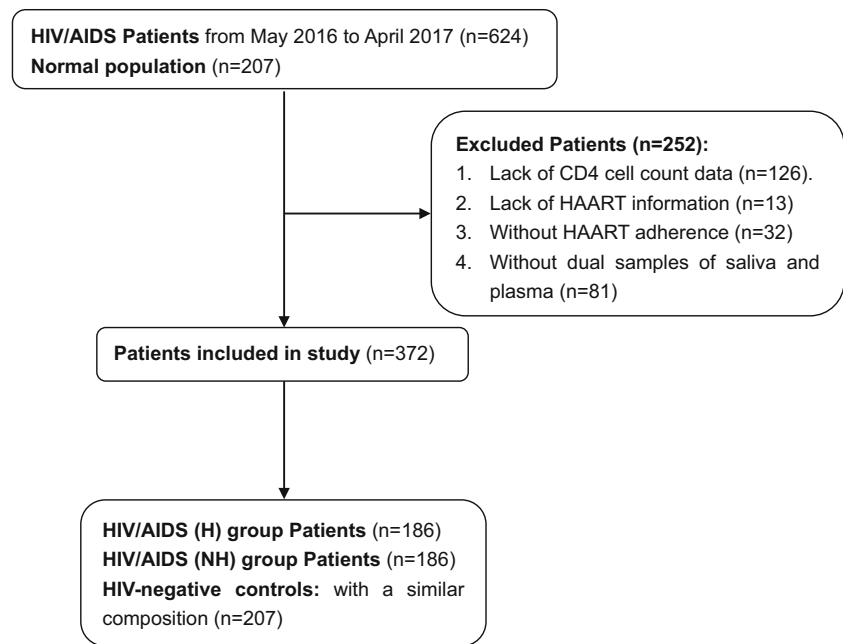 HIV/AIDS Patients from May 2016 to April 2017 (n=624)
Normal population (n=207)
Excluded Patients (n=252):
1. Lack of CD4 cell count data (n=126).
2. Lack of HAART information (n=13)
3. Without HAART adherence (n=32)
4. Without dual samples of saliva and
plasma (n=81)
Patients included in study (n=372)
HIV/AIDS (H) group Patients (n=186)
HIV/AIDS (NH) group Patients (n=186)
HIV-negative controls: with a similar
composition (n=207)